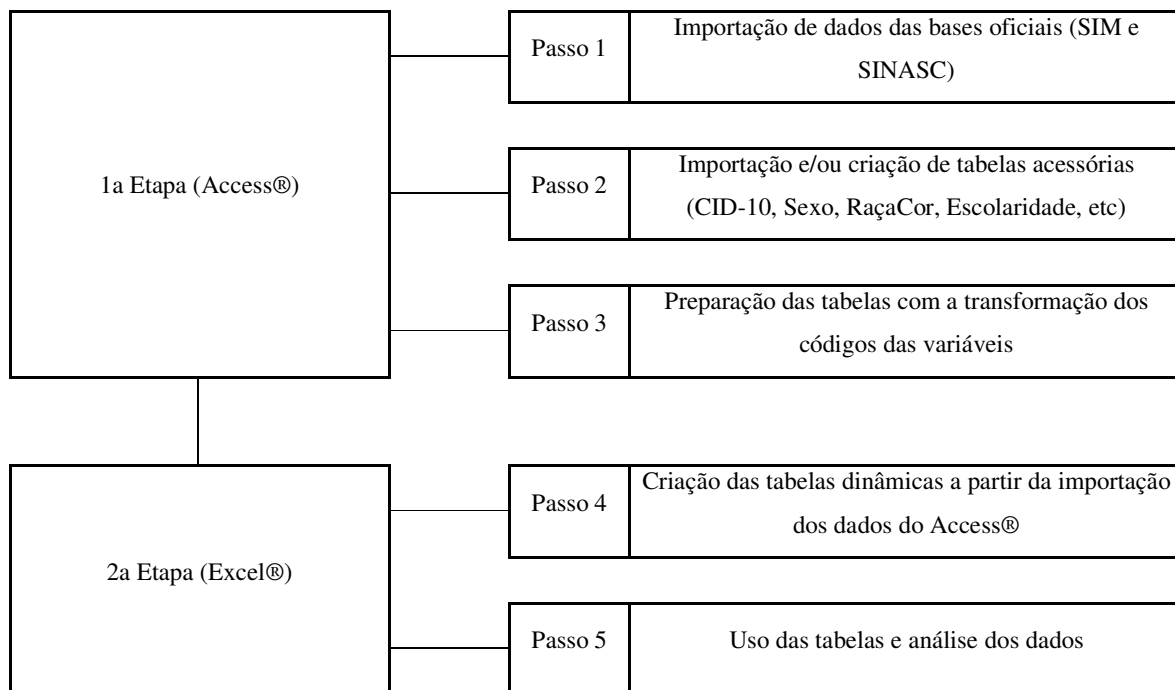 1a Etapa (Access®)
Passo 1
Importação de dados das bases oficiais (SIM e
SINASC)
Passo 2
Importação e/ou criação de tabelas acessórias
(CID-10, Sexo, RaçaCor, Escolaridade, etc)
Passo 3
Preparação das tabelas com a transformação dos
códigos das variáveis
2a Etapa (Excel®)
Passo 4
Criação das tabelas dinâmicas a partir da importação
dos dados do Access®
Passo 5
Uso das tabelas e análise dos dados